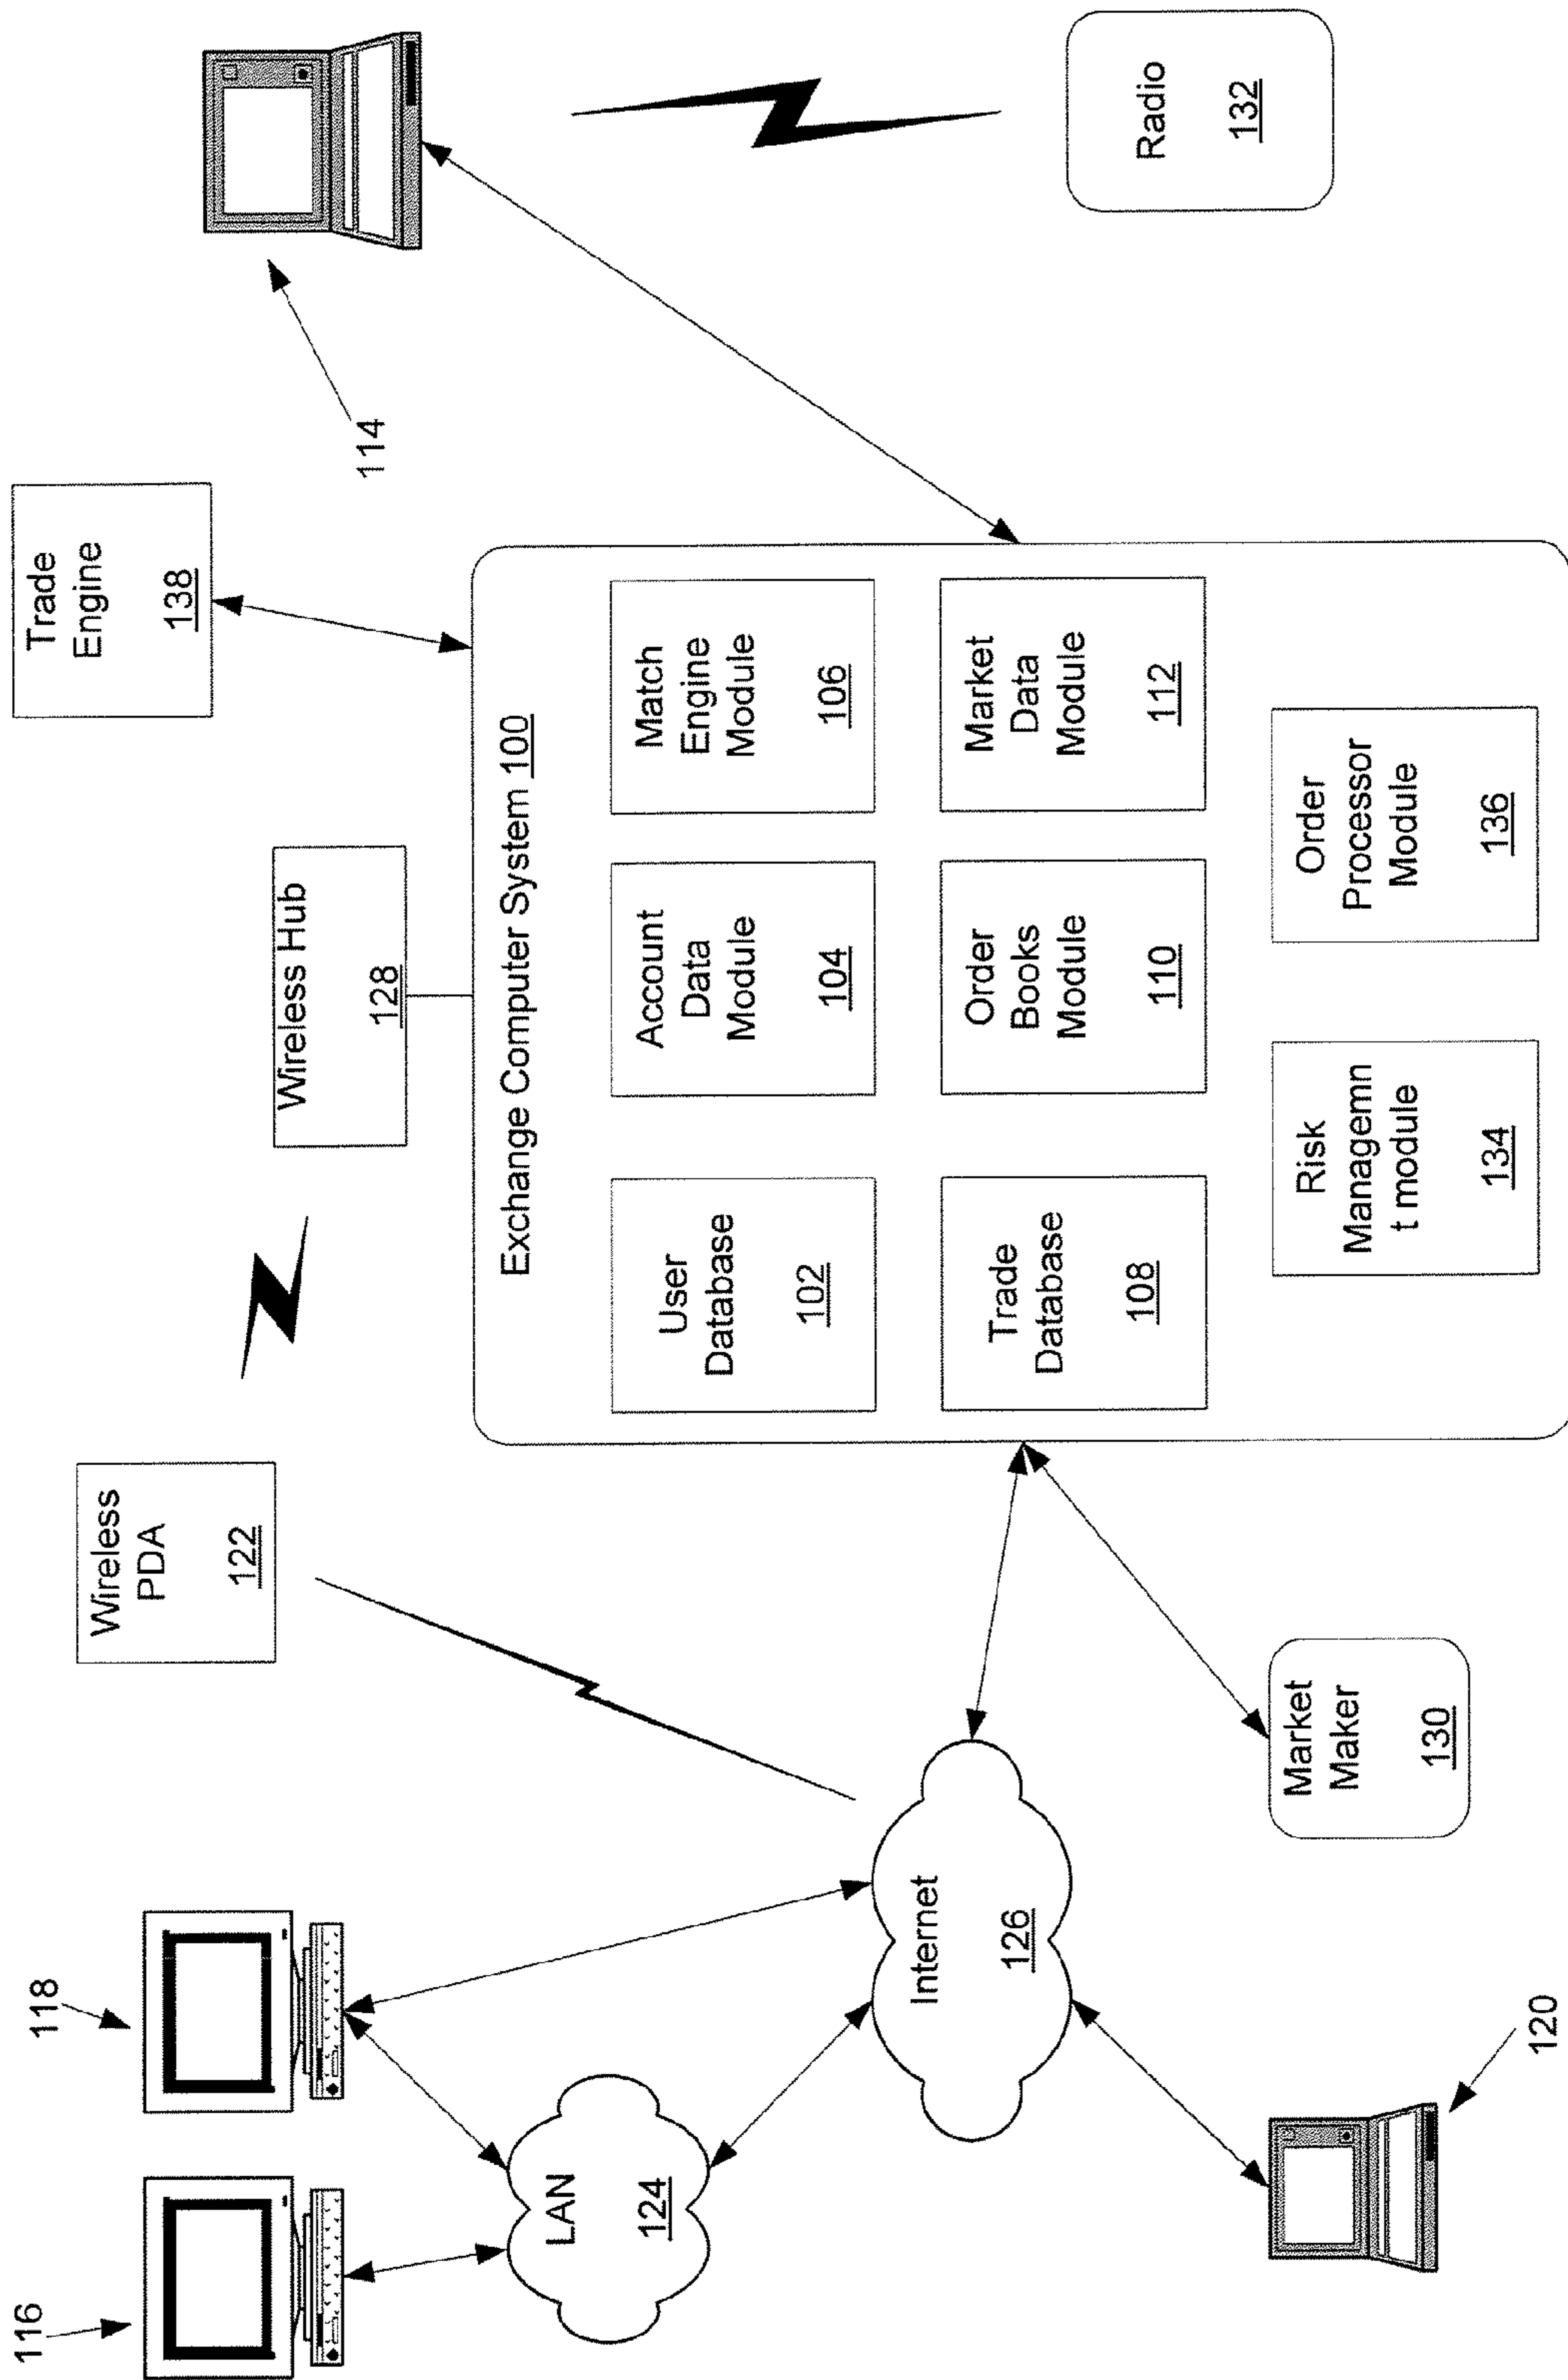 116
118
Wireless
PDA
122
Wireless Hub
128
Trade
Engine
138
114
LAN
124
Internet
126
120
Market
Maker
130
Exchange Computer System 100
User
Database
102
Account
Data
Module
104
Match
Engine
Module
106
Trade
Database
108
Order
Books
Module
110
Market
Data
Module
112
Risk
Managemn
t module
134
Order
Processor
Module
136
Radio
132